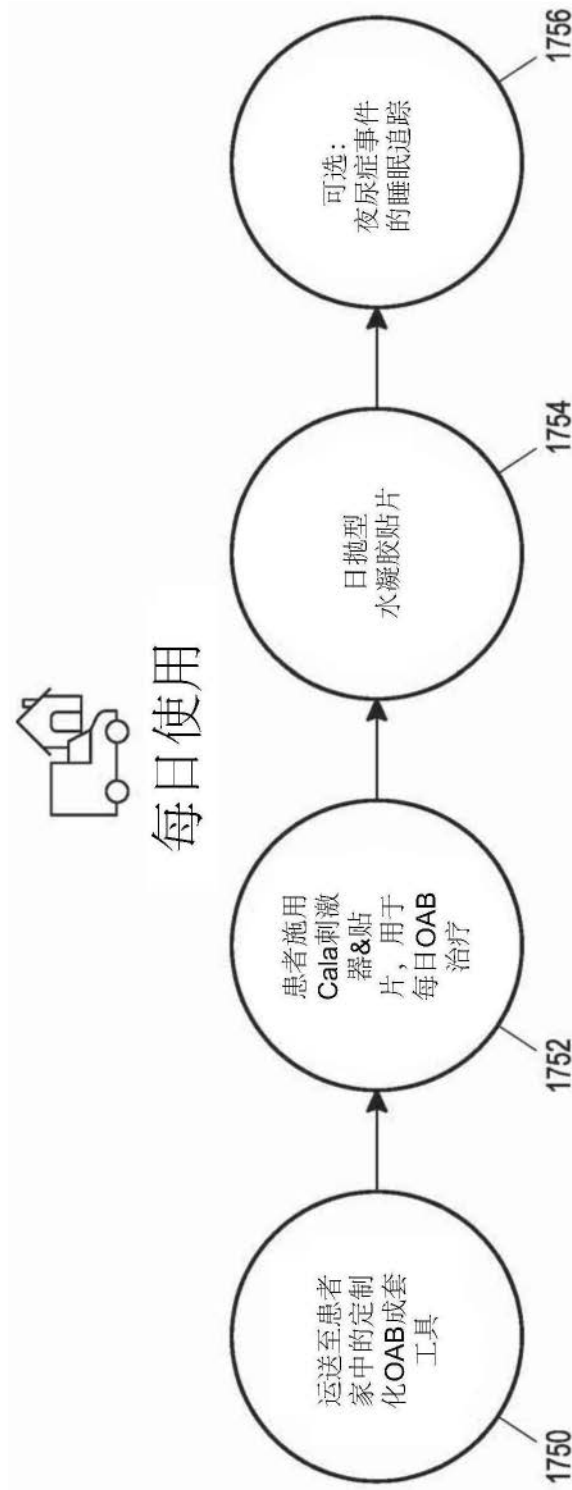 每日使用
运送至患者
家中的定制
化OAB成套
工具
1750
患者施用
Cala刺激
器&贴
片，用于
每日OAB
治疗
1752
日抛型
水凝胶贴片
1754
可选：
夜尿症事件
的睡眠追踪
1756